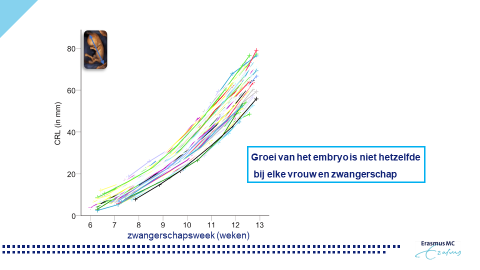 80
60
40
20
0
CRL (in mm)
6 7 8 9 10 11 12 13
zwangerschapsweek (weken)
Groei van het embryo is niet hetzelfde
bij elke vrouw en zwangerschap
Erasmus MC